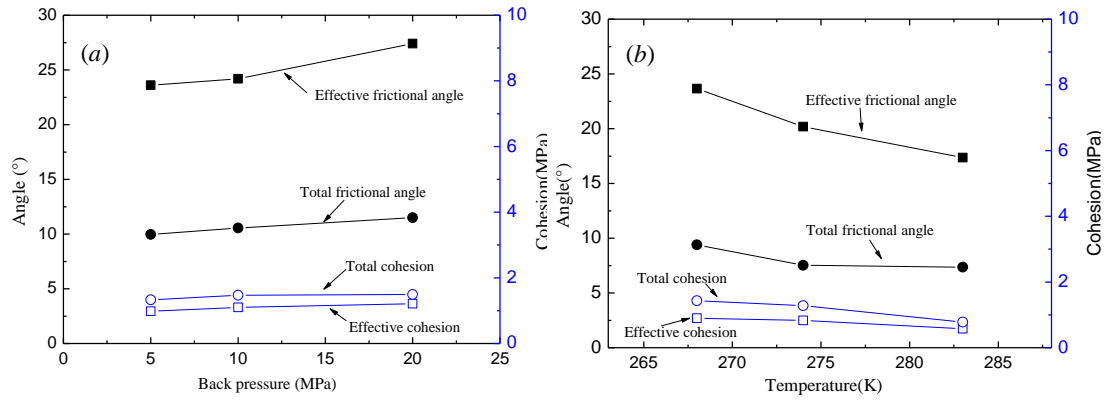 (a)
30
25
20
15
10
5
0
Angle (°)
0
5
10
15
20
25
Back pressure (MPa)
10
8
6
4
2
0
Cohesion(MPa)
Effective frictional angle
Total frictional angle
Total cohesion
Effective cohesion
(b)
30
25
20
15
10
5
0
Angle(°)
265
270
275
280
285
Temperature(K)
10
8
6
4
2
0
Cohesion(MPa)
Effective frictional angle
Total frictional angle
Total cohesion
Effective cohesion